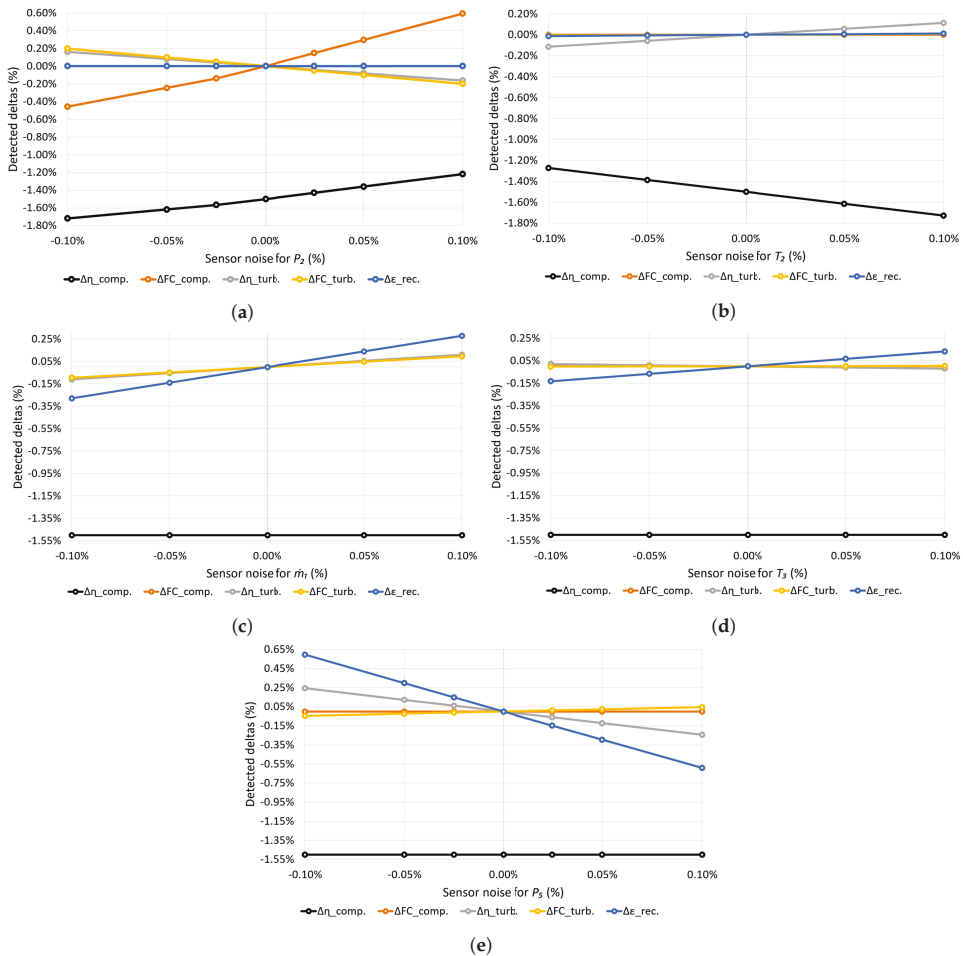 0.60%
0.40%
0.20%
0.00%
-0.20%
-0.40%
-0.60%
-0.80%
-1.00%
-1.20%
-1.40%
-1.60%
-1.80%
Detected deltas (%)
-0.10% -0.05% 0.00% 0.05% 0.10%
Sensor noise for P₂ (%)
Δη_comp. ΔFC_comp. Δη_turb. ΔFC_turb. Δε_rec.
(a)
0.20%
0.00%
-0.20%
-0.40%
-0.60%
-0.80%
-1.00%
-1.20%
-1.40%
-1.60%
-1.80%
Detected deltas (%)
-0.10% -0.05% 0.00% 0.05% 0.10%
Sensor noise for T₂ (%)
Δη_comp. ΔFC_comp. Δη_turb. ΔFC_turb. Δε_rec.
(b)
0.25%
0.05%
-0.15%
-0.35%
-0.55%
-0.75%
-0.95%
-1.15%
-1.35%
-1.55%
Detected deltas (%)
-0.10% -0.05% 0.00% 0.05% 0.10%
Sensor noise for ṁ₁ (%)
Δη_comp. ΔFC_comp. Δη_turb. ΔFC_turb. Δε_rec.
(c)
0.25%
0.05%
-0.15%
-0.35%
-0.55%
-0.75%
-0.95%
-1.15%
-1.35%
-1.55%
Detected deltas (%)
-0.10% -0.05% 0.00% 0.05% 0.10%
Sensor noise for T₃ (%)
Δη_comp. ΔFC_comp. Δη_turb. ΔFC_turb. Δε_rec.
(d)
0.65%
0.45%
0.25%
0.05%
-0.15%
-0.35%
-0.55%
-0.75%
-0.95%
-1.15%
-1.35%
-1.55%
Detected deltas (%)
-0.10% -0.05% 0.00% 0.05% 0.10%
Sensor noise for P₅ (%)
Δη_comp. ΔFC_comp. Δη_turb. ΔFC_turb. Δε_rec.
(e)